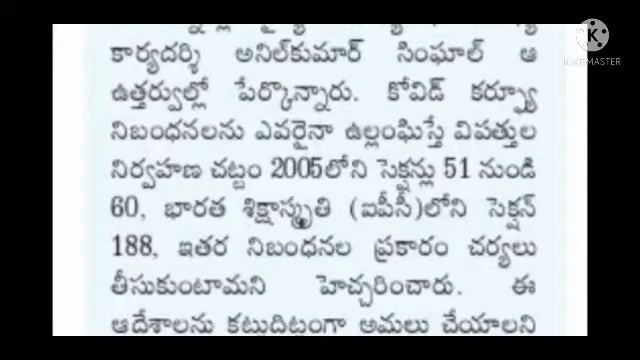 కార్యదర్శి అనిల్‌కుమార్ సింఘాల్ ఆ
ఉత్తర్వుల్లో పేర్కొన్నారు. కోవిడ్ కర్ఫ్యూ
నిబంధనలను ఎవరైనా ఉల్లంఘిస్తే విపత్తుల
నిర్వహణ చట్టం 2005లోని సెక్షన్లు 51 నుండి
60, భారత శిక్షాస్మృతి (ఐపీసీ)లోని సెక్షన్
188, ఇతర నిబంధనల ప్రకారం చర్యలు
తీసుకుంటామని హెచ్చరించారు. ఈ
ఆదేశాలను కట్టుదిట్టంగా అమలు చేయాలని
KINEMASTER